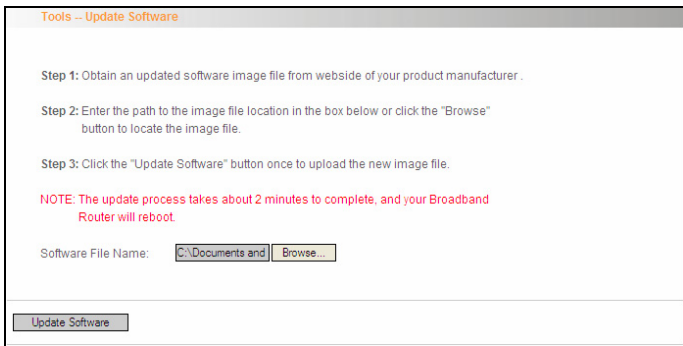 Tools -- Update Software
Step 1: Obtain an updated software image file from webside of your product manufacturer .
Step 2: Enter the path to the image file location in the box below or click the "Browse"
button to locate the image file.
Step 3: Click the "Update Software" button once to upload the new image file.
NOTE: The update process takes about 2 minutes to complete, and your Broadband
Router will reboot.
Software File Name: C:\Documents and Browse...
Update Software